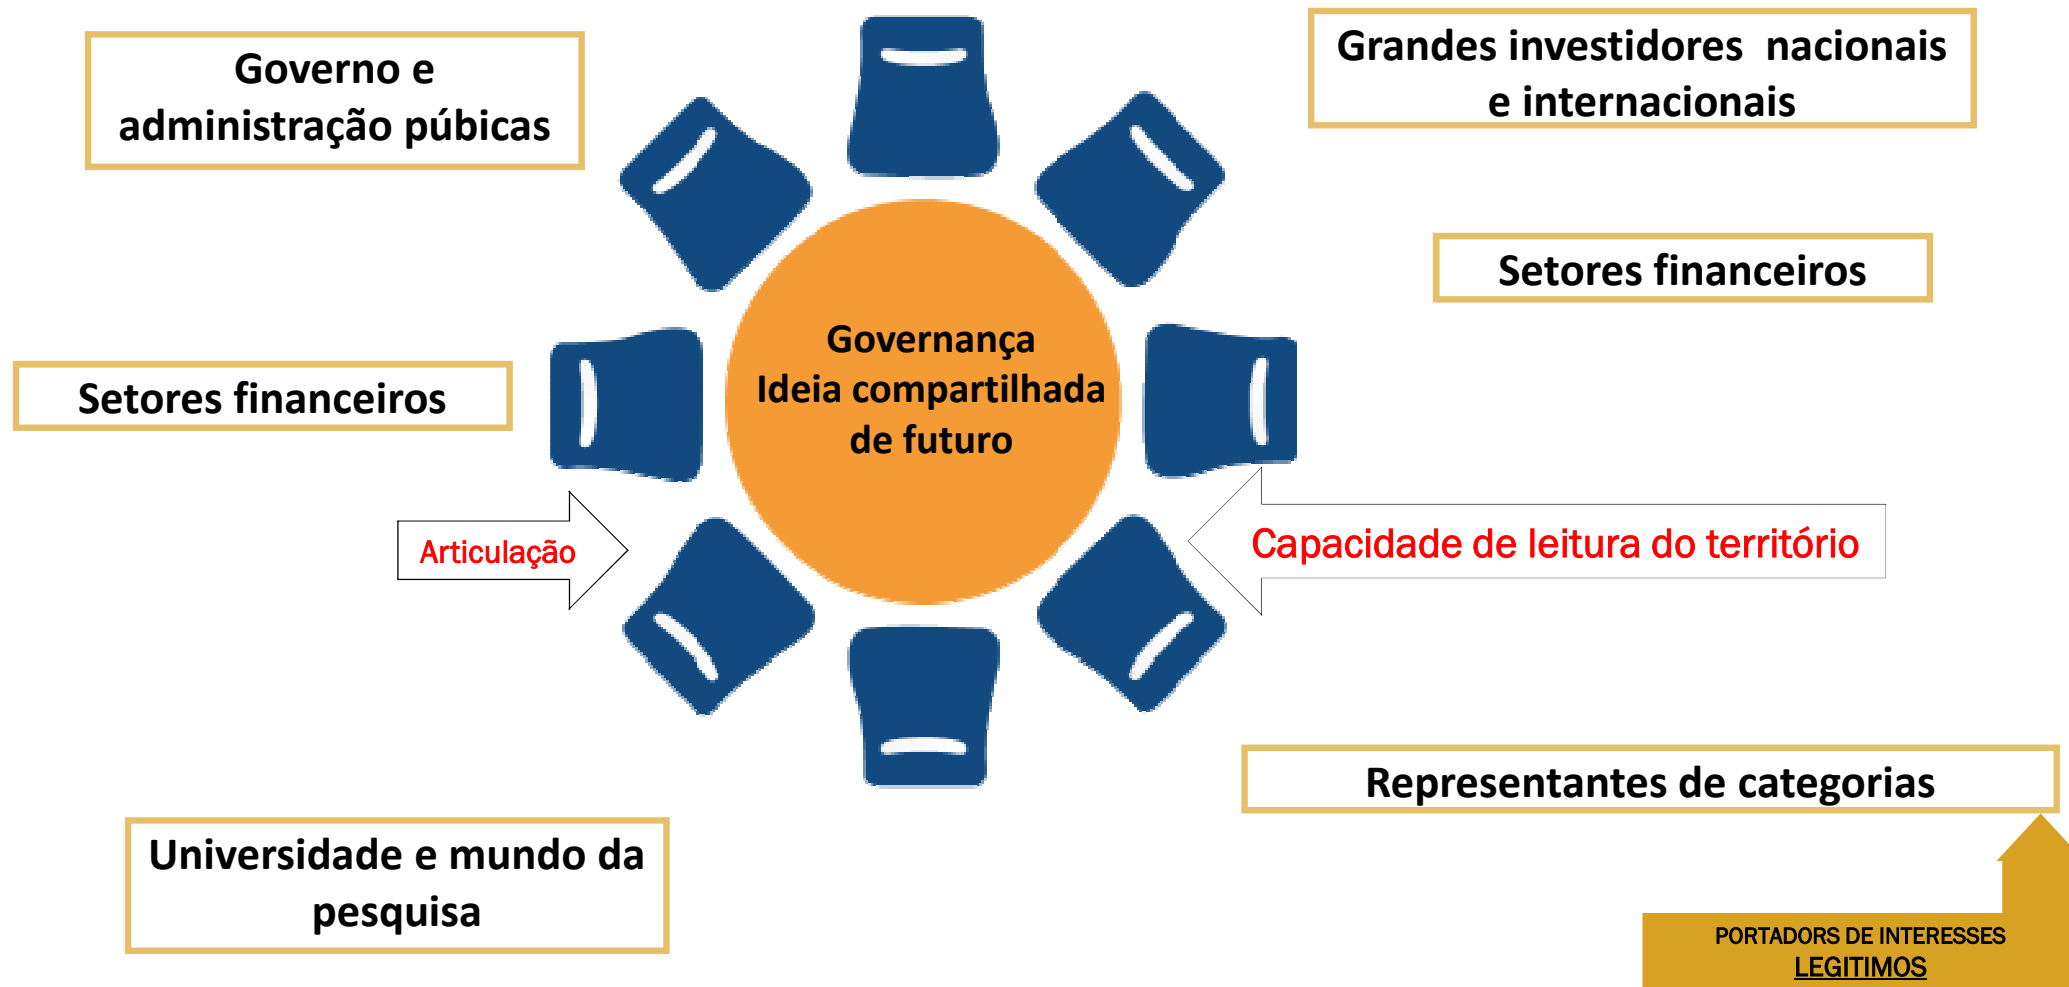 Governo e
administração púbicas
Grandes investidores nacionais
e internacionais
Setores financeiros
Governança
Ideia compartilhada
de futuro
Setores financeiros
Articulação
Capacidade de leitura do território
Representantes de categorias
Universidade e mundo da
pesquisa
PORTADORS DE INTERESSES
LEGITIMOS